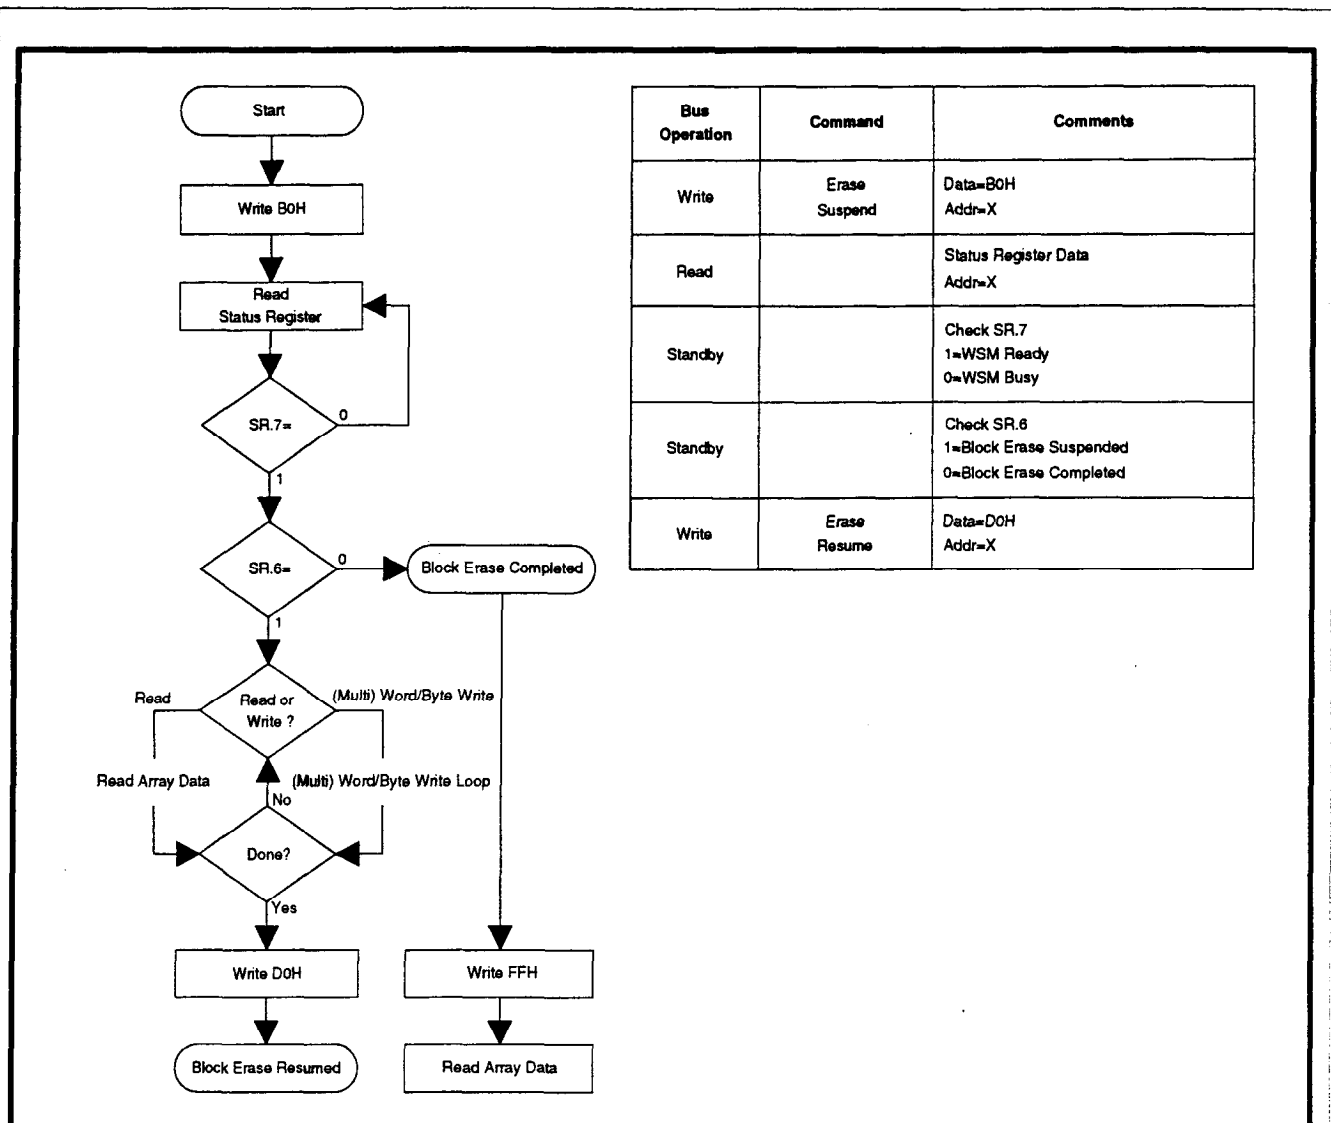 Start
Write B0H
Read
Status Register
SR.7=
0
1
SR.6=
0
Block Erase Completed
1
Read
Read or
Write ?
(Multi) Word/Byte Write
Read Array Data
(Multi) Word/Byte Write Loop
No
Done?
Yes
Write D0H
Write FFH
Block Erase Resumed
Read Array Data
Bus
Operation
Command
Comments
Write
Erase
Suspend
Data=B0H
Addr=X
Read
Status Register Data
Addr=X
Standby
Check SR.7
1=WSM Ready
0=WSM Busy
Standby
Check SR.6
1=Block Erase Suspended
0=Block Erase Completed
Write
Erase
Resume
Data=D0H
Addr=X